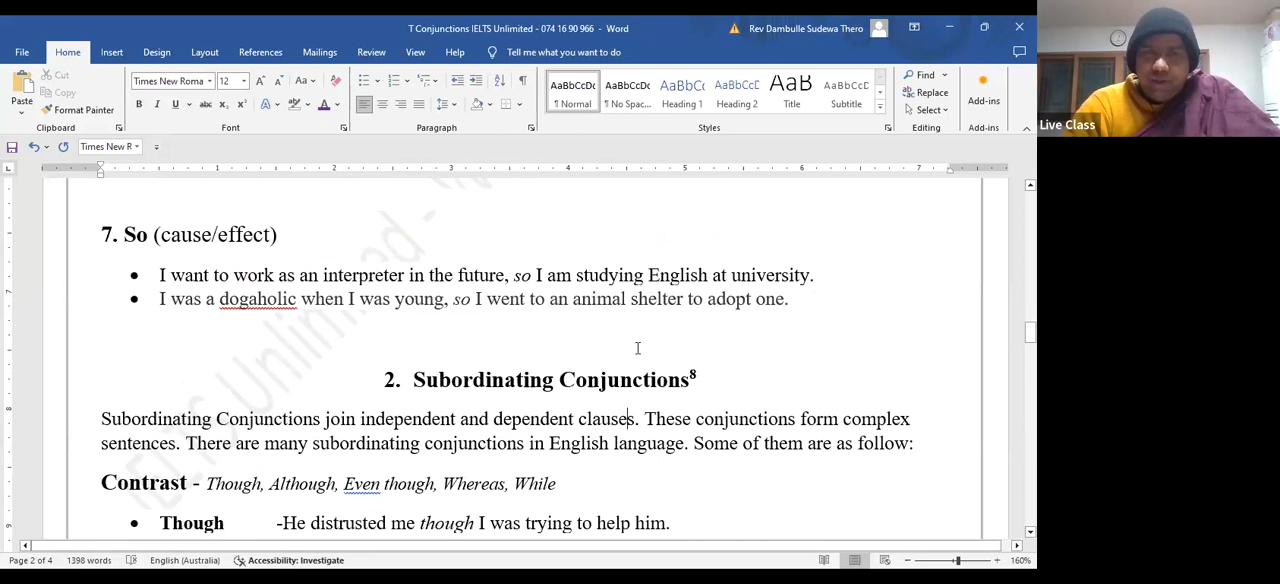 T Conjunctions IELTS Unlimited - 074 16 90 966 - Word
Rev Dambulle Sudewa Thero
File Home Insert Design Layout References Mailings Review View Help Tell me what you want to do
Paste
Cut
Copy
Format Painter
Clipboard
Times New Roma 12
Font
Paragraph
AaBbCcDc AaBbCcDc AaBbCc AaBbCc AaB AaBbCcD
¶ Normal ¶ No Spac... Heading 1 Heading 2 Title Subtitle
Styles
Find
Replace
Select
Editing
Add-ins
Add-ins
Live Class
Times New R
1 2 3 4 5 6 7
7. So (cause/effect)
• I want to work as an interpreter in the future, so I am studying English at university.
• I was a dogaholic when I was young, so I went to an animal shelter to adopt one.
2. Subordinating Conjunctions8
Subordinating Conjunctions join independent and dependent clauses. These conjunctions form complex
sentences. There are many subordinating conjunctions in English language. Some of them are as follow:
Contrast - Though, Although, Even though, Whereas, While
• Though -He distrusted me though I was trying to help him.
Page 2 of 4 1398 words English (Australia) Accessibility: Investigate 160%